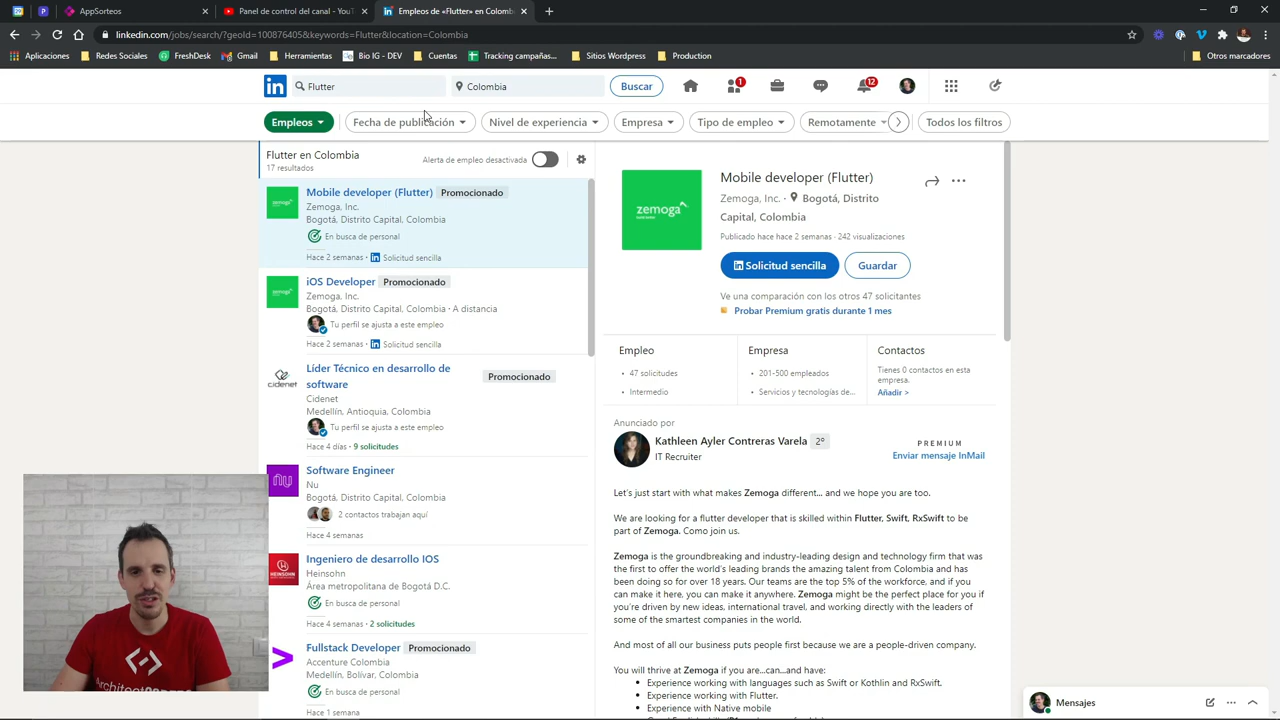 AppSorteos
Panel de control del canal - YouT
Empleos de «Flutter» en Colomb
linkedin.com/jobs/search/?geoId=100876405&keywords=Flutter&location=Colombia
Aplicaciones
Redes Sociales
FreshDesk
Gmail
Herramientas
Bio IG - DEV
Cuentas
Tracking campañas...
Sitios Wordpress
Production
Otros marcadores
in
Flutter
Colombia
Buscar
1
12
Empleos
Fecha de publicación
Nivel de experiencia
Empresa
Tipo de empleo
Remotamente
Todos los filtros
Flutter en Colombia
17 resultados
Alerta de empleo desactivada
Mobile developer (Flutter) Promocionado
Zemoga, Inc.
Bogotá, Distrito Capital, Colombia
En busca de personal
Hace 2 semanas · Solicitud sencilla
iOS Developer Promocionado
Zemoga, Inc.
Bogotá, Distrito Capital, Colombia · A distancia
Tu perfil se ajusta a este empleo
Hace 2 semanas · Solicitud sencilla
cidenet
Líder Técnico en desarrollo de
software
Promocionado
Cidenet
Medellín, Antioquia, Colombia
Tu perfil se ajusta a este empleo
Hace 4 días · 9 solicitudes
Software Engineer
Nu
Bogotá, Distrito Capital, Colombia
2 contactos trabajan aquí
Hace 4 semanas
HEINSOHN
Ingeniero de desarrollo IOS
Heinsohn
Área metropolitana de Bogotá D.C.
En busca de personal
Hace 4 semanas · 2 solicitudes
Fullstack Developer Promocionado
Accenture Colombia
Medellín, Bolívar, Colombia
En busca de personal
Hace 1 semana
zemoga
Mobile developer (Flutter)
Zemoga, Inc. · Bogotá, Distrito
Capital, Colombia
Publicado hace hace 2 semanas · 242 visualizaciones
Solicitud sencilla
Guardar
Ve una comparación con los otros 47 solicitantes
Probar Premium gratis durante 1 mes
Empleo
47 solicitudes
Intermedio
Empresa
201-500 empleados
Servicios y tecnologías de...
Contactos
Tienes 0 contactos en esta
empresa.
Añadir >
Anunciado por
Kathleen Ayler Contreras Varela 2º
IT Recruiter
PREMIUM
Enviar mensaje InMail
Let's just start with what makes Zemoga different... and we hope you are too.
We are looking for a flutter developer that is skilled within Flutter, Swift, RxSwift to be
part of Zemoga. Como join us.
Zemoga is the groundbreaking and industry-leading design and technology firm that was
the first to offer the world's leading brands the amazing talent from Colombia and has
been doing so for over 18 years. Our teams are the top 5% of the workforce, and if you
can make it here, you can make it anywhere. Zemoga might be the perfect place for you if
you're driven by new ideas, international travel, and working directly with the leaders of
some of the smartest companies in the world.
And most of all our business puts people first because we are a people-driven company.
You will thrive at Zemoga if you are...can...and have:
Experience working with languages such as Swift or Kothlin and RxSwift.
Experience working with Flutter.
Experience with Native mobile
Mensajes